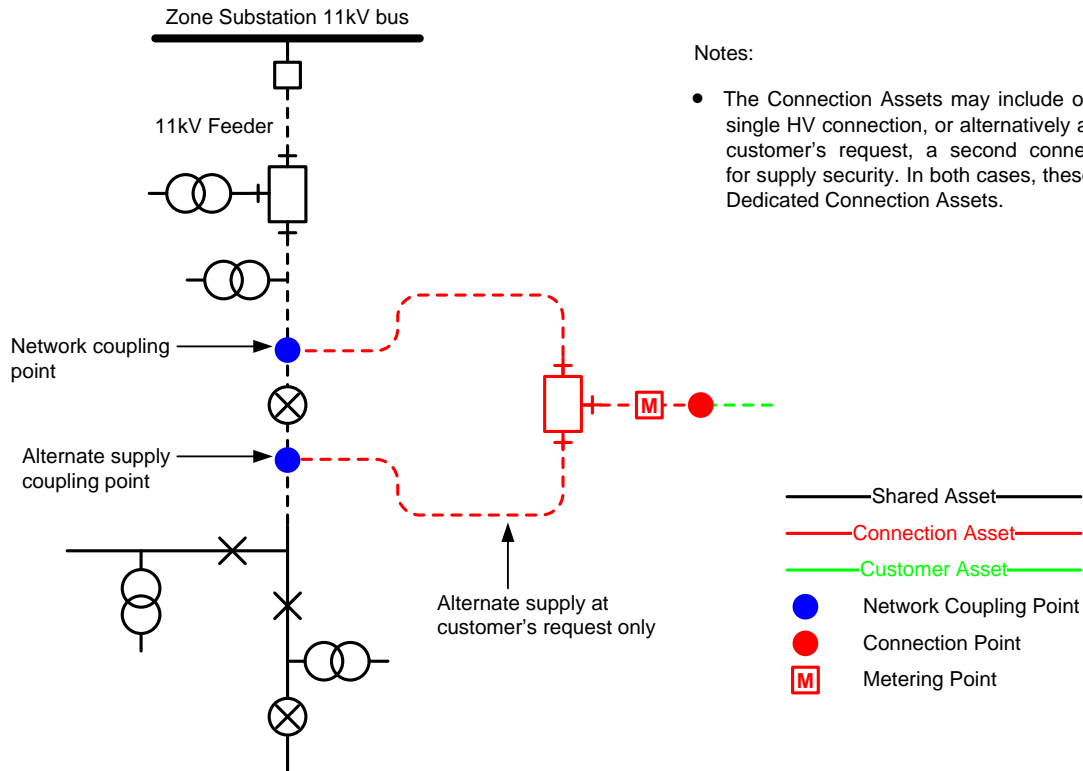 Zone Substation 11kV bus
Notes:
• The Connection Assets may include
single HV connection, or alternatively
customer's request, a second
for supply security. In both cases, these
Dedicated Connection Assets.
11kV Feeder
Network coupling
point
Alternate supply
coupling point
M
Alternate supply at
customer's request only
Shared Asset
Connection Asset
Customer Asset
Network Coupling Point
Connection Point
M Metering Point